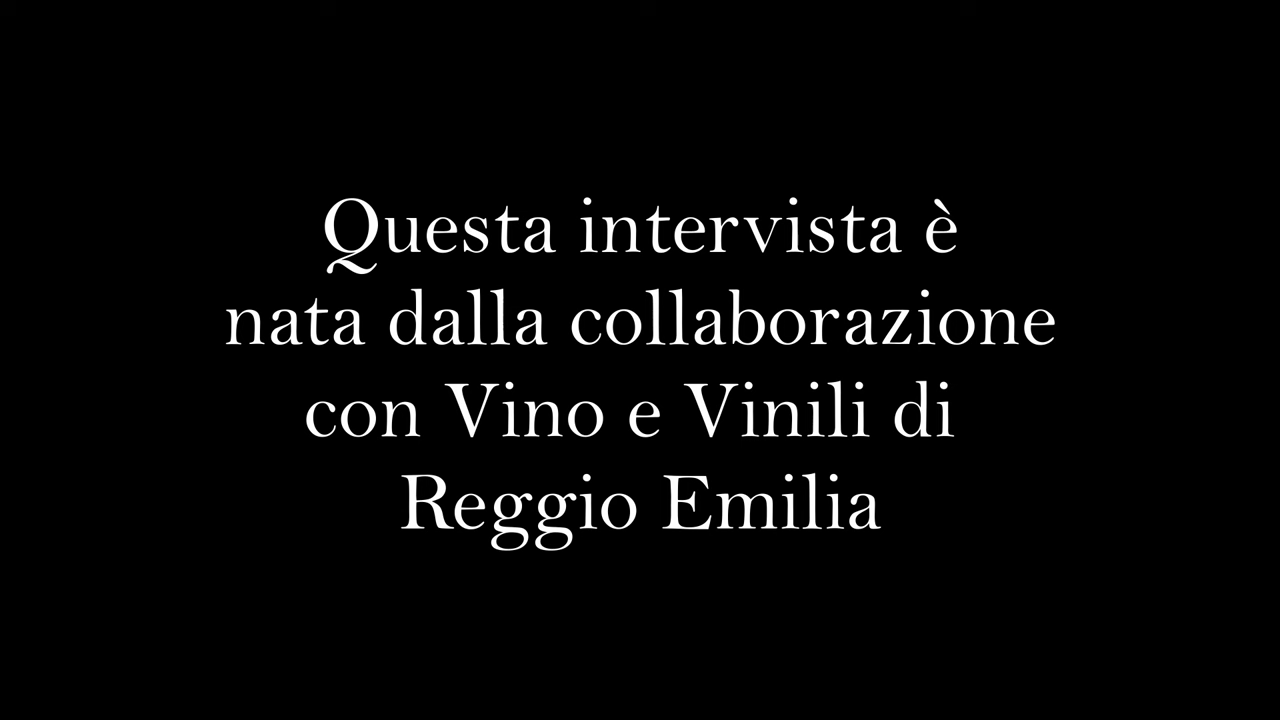 Questa intervista è
nata dalla collaborazione
con Vino e Vinili di
Reggio Emilia